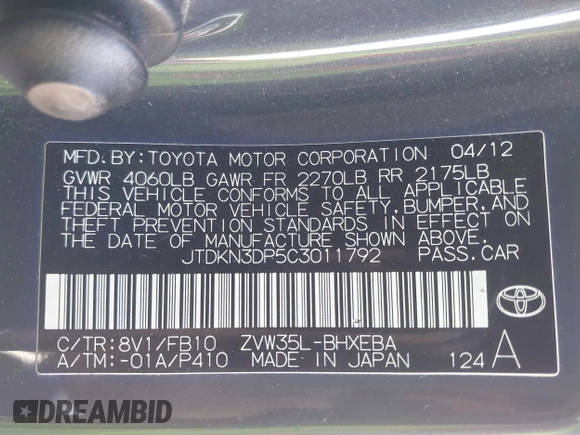 MFD.BY:TOYOTA MOTOR CORPORATION 04/12
GVWR 4060LB GAWR FR 2270LB RR 2175LB
THIS VEHICLE CONFORMS TO ALL APPLICABLE
FEDERAL MOTOR VEHICLE SAFETY,BUMPER,AND
THEFT PREVENTION STANDARDS IN EFFECT ON
THE DATE OF MANUFACTURE SHOWN ABOVE.
JTDKN3DP5C3011792 PASS.CAR
C/TR:8V1/FB10 ZVW35L-BHXEBA
A/TM:-01A/P410 MADE IN JAPAN 124 A
DREAMBID